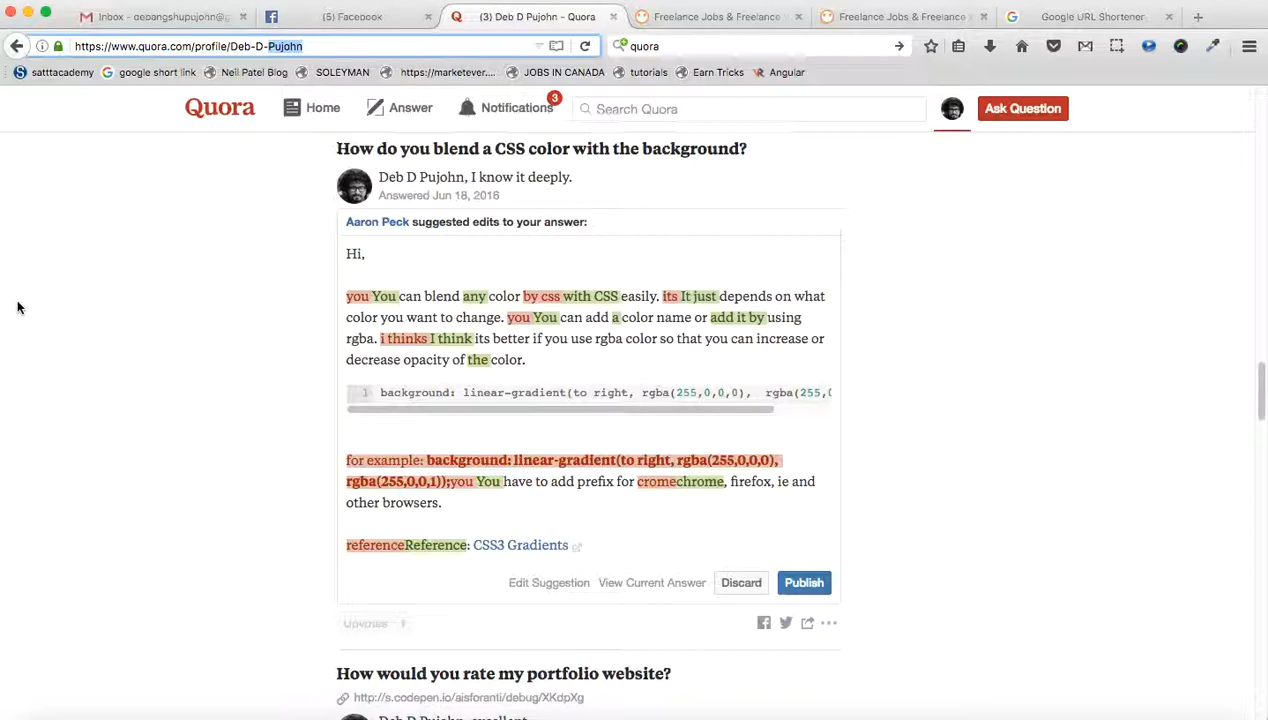 Inbox - debangshupujohn@g
(5) Facebook
(3) Deb D Pujohn - Quora
Freelance Jobs & Freelance
Freelance Jobs & Freelance
Google URL Shortener
https://www.quora.com/profile/Deb-D-Pujohn
quora
satttacademy
google short link
Neil Patel Blog
SOLEYMAN
https://marketever....
JOBS IN CANADA
tutorials
Earn Tricks
Angular
Quora
Home
Answer
Notifications
3
Search Quora
Ask Question
How do you blend a CSS color with the background?
Deb D Pujohn, I know it deeply.
Answered Jun 18, 2016
Aaron Peck suggested edits to your answer:
Hi,
you You can blend any color by css with CSS easily. its It just depends on what
color you want to change. you You can add a color name or add it by using
rgba. i thinks I think its better if you use rgba color so that you can increase or
decrease opacity of the color.
1 background: linear-gradient(to right, rgba(255,0,0,0), rgba(255,0
for example: background: linear-gradient(to right, rgba(255,0,0,0),
rgba(255,0,0,1));you You have to add prefix for cromechrome, firefox, ie and
other browsers.
referenceReference: CSS3 Gradients
Edit Suggestion View Current Answer Discard Publish
Upvotes 1
How would you rate my portfolio website?
http://s.codepen.io/aisforanti/debug/XKdpXg
Deb D Pujohn, excellent